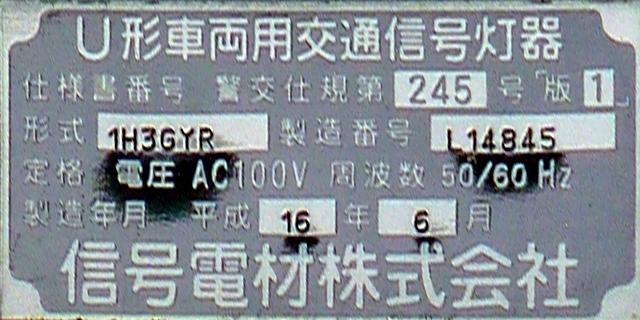 U形車両用交通信号灯器
仕様書番号 警交仕規第 245 号「版1」
形式 1H3GYR 製造番号 L14845
定格 電圧 AC100V 周波数 50/60 Hz
製造年月 平成 16 年 6 月
信号電材株式会社